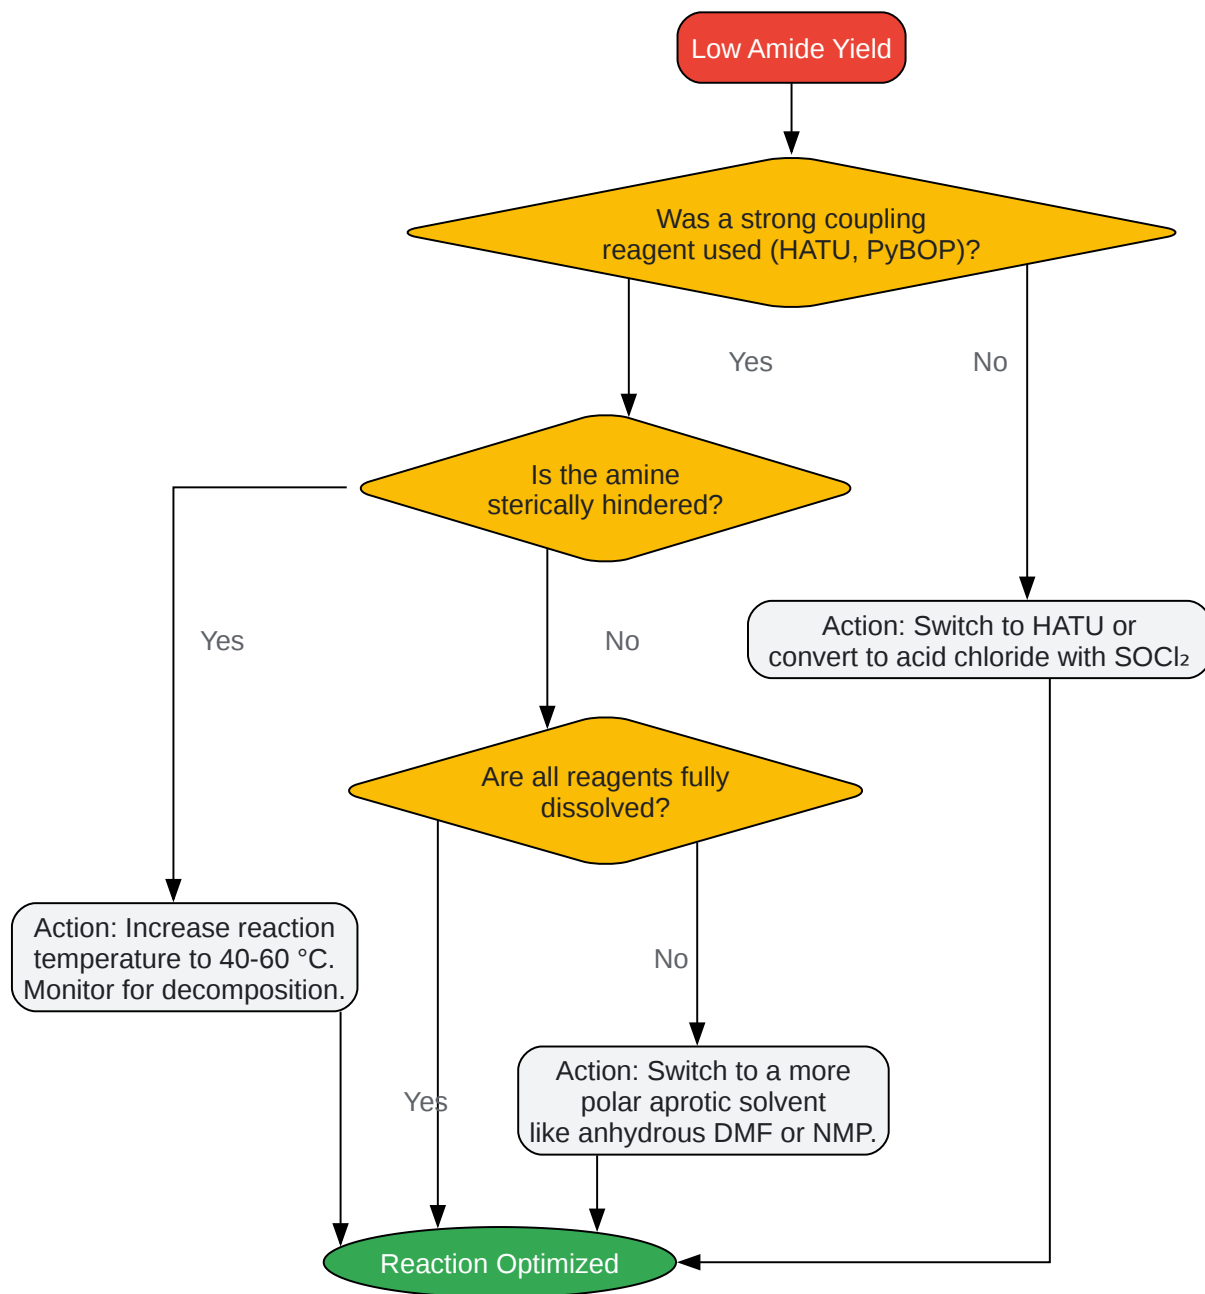 Low Amide Yield
Was a strong coupling
reagent used (HATU, PyBOP)?
Yes
No
Is the amine
sterically hindered?
Yes
No
Action: Switch to HATU or
convert to acid chloride with SOCl₂
Are all reagents fully
dissolved?
Action: Increase reaction
temperature to 40-60 °C.
Monitor for decomposition.
No
Yes
Action: Switch to a more
polar aprotic solvent
like anhydrous DMF or NMP.
Reaction Optimized